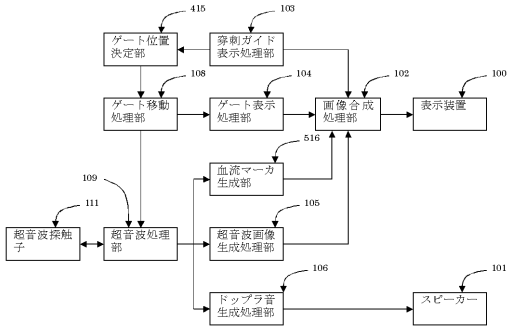 415
103
ゲート位置
決定部
穿刺ガイド
表示処理部
108
104
102
100
ゲート移動
処理部
ゲート表示
処理部
画像合成
処理部
表示装置
516
血流マーカ
生成部
109
111
105
超音波探触
子
超音波処理
部
超音波画像
生成処理部
106
101
ドップラ音
生成処理部
スピーカー